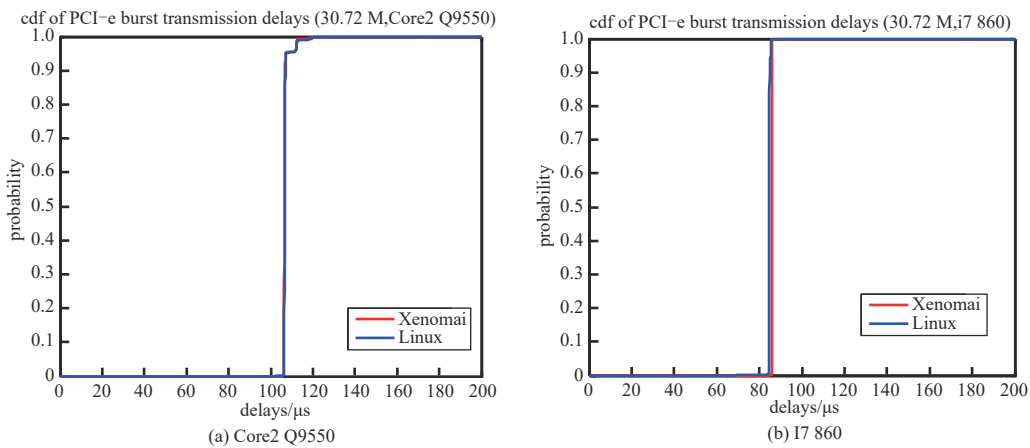 cdf of PCI−e burst transmission delays (30.72 M,Core2 Q9550)
1.0
0.9
0.8
0.7
0.6
0.5
0.4
0.3
0.2
0.1
0
probability
Xenomai
Linux
0 20 40 60 80 100 120 140 160 180 200
delays/μs
(a) Core2 Q9550
cdf of PCI−e burst transmission delays (30.72 M,i7 860)
1.0
0.9
0.8
0.7
0.6
0.5
0.4
0.3
0.2
0.1
0
probability
Xenomai
Linux
0 20 40 60 80 100 120 140 160 180 200
delays/μs
(b) I7 860